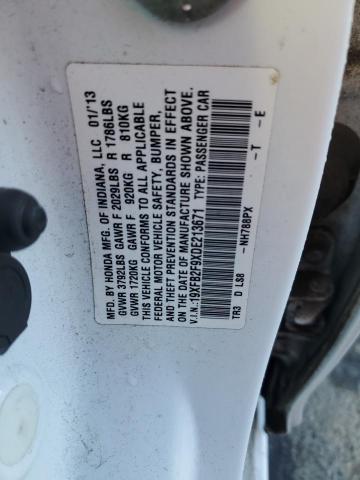 MFD. BY HONDA MFG. OF INDIANA, LLC 01/'13
GVWR 3792LBS GAWR F 2029LBS R 1786LBS
GVWR 1720KG GAWR F 920KG R 810KG
THIS VEHICLE CONFORMS TO ALL APPLICABLE
FEDERAL MOTOR VEHICLE SAFETY, BUMPER,
AND THEFT PREVENTION STANDARDS IN EFFECT
ON THE DATE OF MANUFACTURE SHOWN ABOVE.
V.I.N.:19XFB2F9XDE213671 TYPE: PASSENGER CAR
TR3 D LS8 -NH788PX -T -E